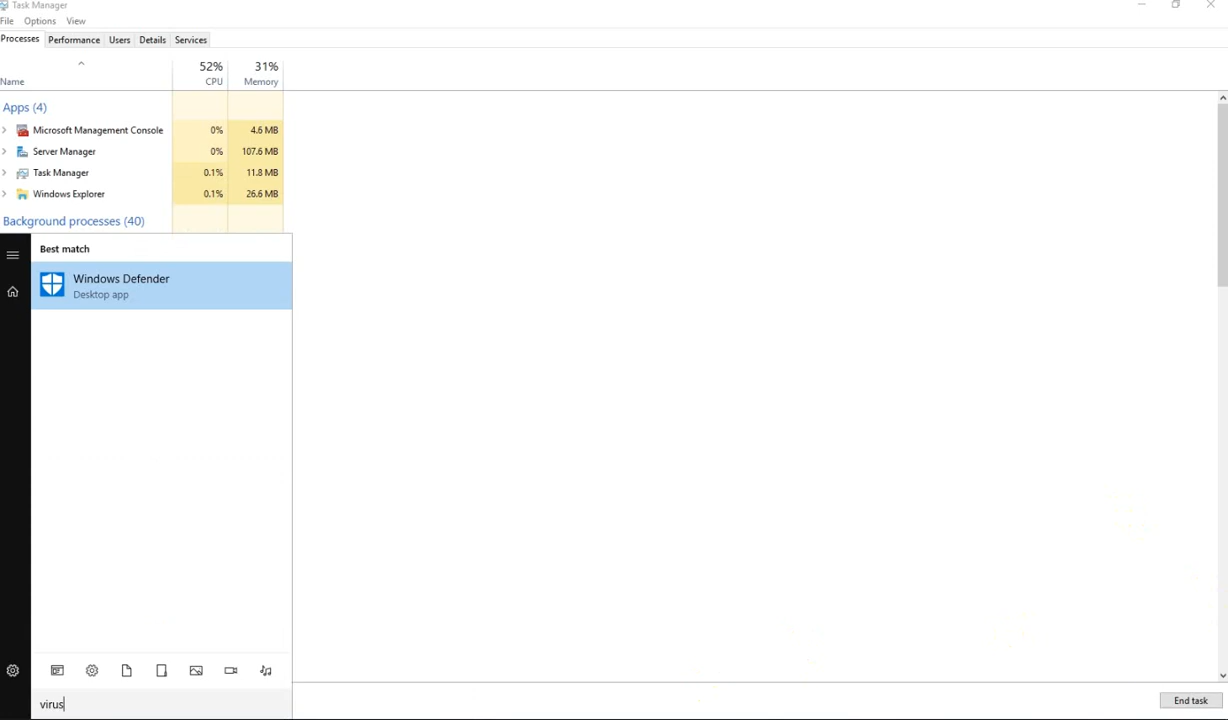 Task Manager
File Options View
Processes Performance Users Details Services
52% 31%
Name CPU Memory
Apps (4)
Microsoft Management Console 0% 4.6 MB
Server Manager 0% 107.6 MB
Task Manager 0.1% 11.8 MB
Windows Explorer 0.1% 26.6 MB
Background processes (40)
Best match
Windows Defender
Desktop app
virus
End task